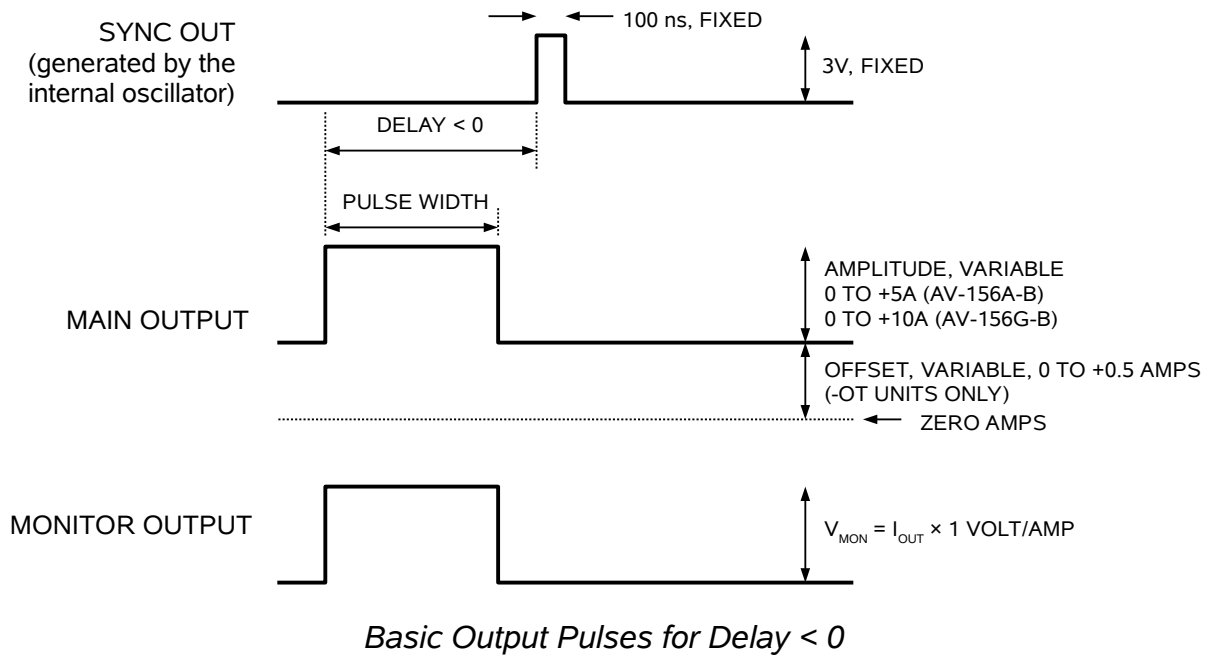 SYNC OUT
(generated by the
internal oscillator)
100 ns, FIXED
3V, FIXED
DELAY < 0
PULSE WIDTH
MAIN OUTPUT
AMPLITUDE, VARIABLE
0 TO +5A (AV-156A-B)
0 TO +10A (AV-156G-B)
OFFSET, VARIABLE, 0 TO +0.5 AMPS
(-OT UNITS ONLY)
ZERO AMPS
MONITOR OUTPUT
VMON = IOUT × 1 VOLT/AMP
Basic Output Pulses for Delay < 0